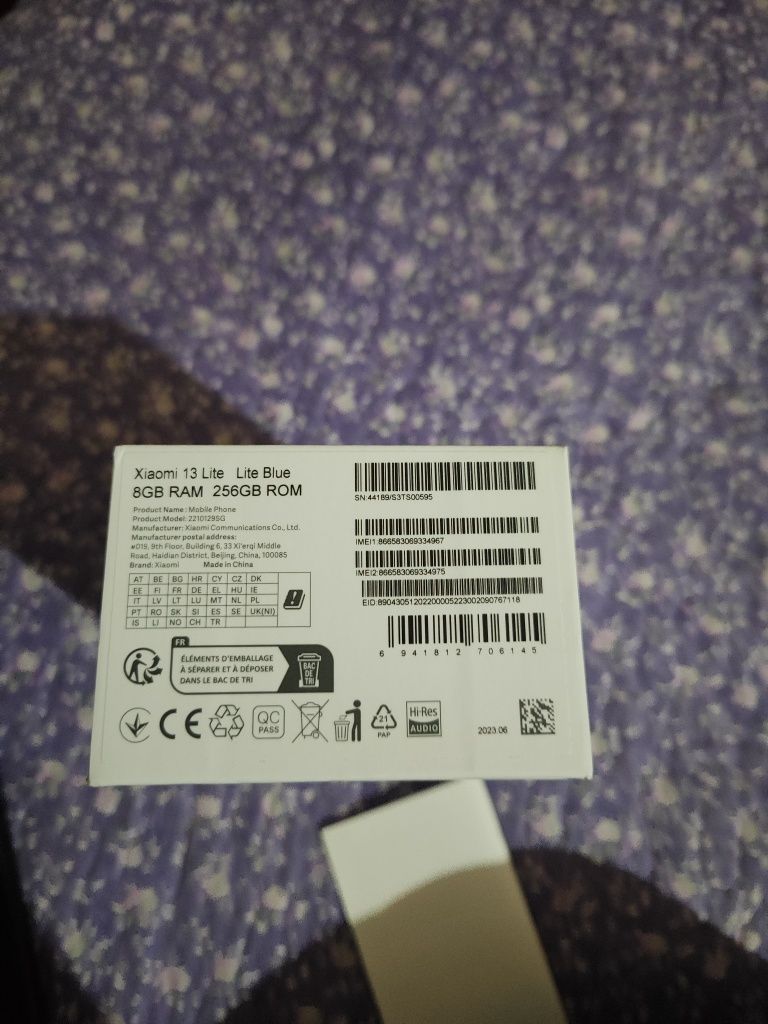 Xiaomi 13 Lite Lite Blue
8GB RAM 256GB ROM
Product Name: Mobile Phone
Product Model: 2210129SG
Manufacturer: Xiaomi Communications Co., Ltd.
Manufacturer postal address:
#019, 9th Floor, Building 6, 33 Xi'erqi Middle
Road, Haidian District, Beijing, China, 100085
Brand: Xiaomi Made in China
AT BE BG HR CY CZ DK
EE FI FR DE EL HU IE
IT LV LT LU MT NL PL
PT RO SK SI ES SE UK(NI)
IS LI NO CH TR
SN:44189/S3TS00595
IMEI1:866583069334967
IMEI2:866583069334975
EID:89043051202200005223002090767118
6 941812 706145
FR
ÉLÉMENTS D'EMBALLAGE
À SÉPARER ET À DÉPOSER
DANS LE BAC DE TRI
BAC
DE
TRI
CE
QC
PASS
21
PAP
Hi-Res
AUDIO
2023.06